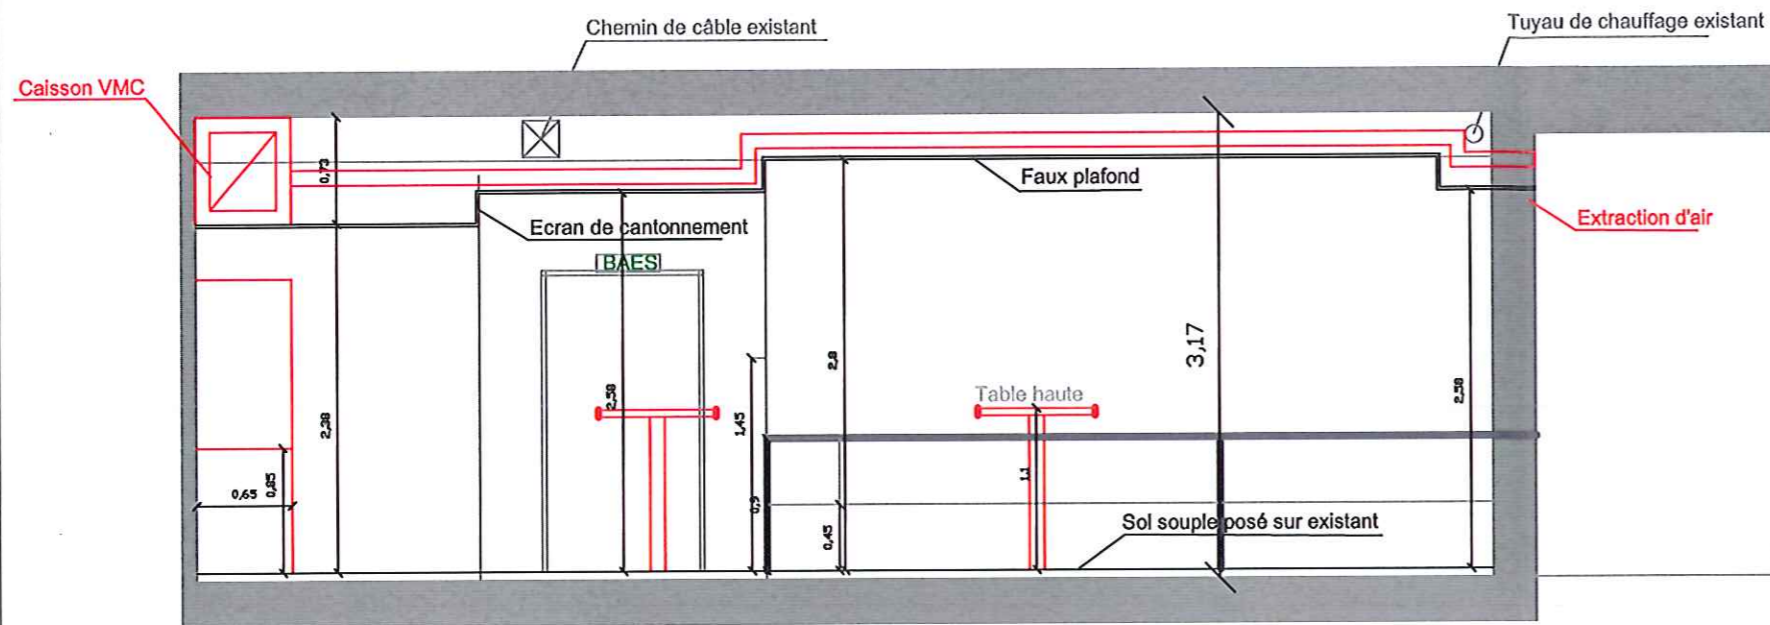 Chemin de câble existant
Tuyau de chauffage existant
Caisson VMC
0,73
Faux plafond
Ecran de cantonnement
Extraction d'air
BAES
3,17
2,8
2,58
2,58
Table haute
1,45
2,38
1,1
0,65
0,85
0,9
0,45
Sol souple posé sur existant